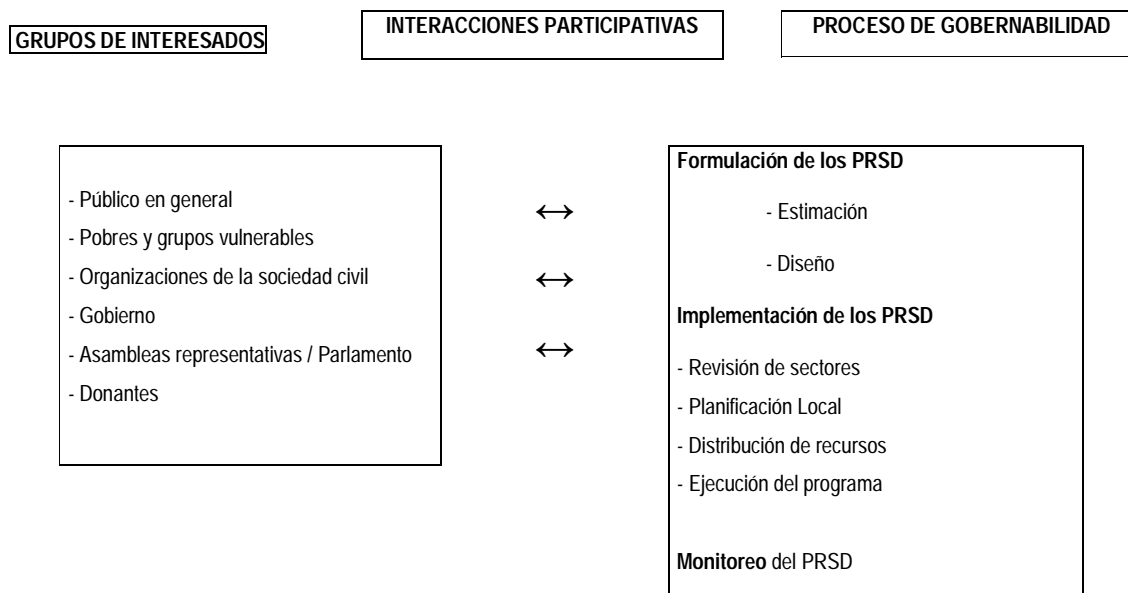 GRUPOS DE INTERESADOS
INTERACCIONES PARTICIPATIVAS
PROCESO DE GOBERNABILIDAD
- Público en general
- Pobres y grupos vulnerables
- Organizaciones de la sociedad civil
- Gobierno
- Asambleas representativas / Parlamento
- Donantes
↔
↔
↔
Formulación de los PRSD
- Estimación
- Diseño
Implementación de los PRSD
- Revisión de sectores
- Planificación Local
- Distribución de recursos
- Ejecución del programa
Monitoreo del PRSD